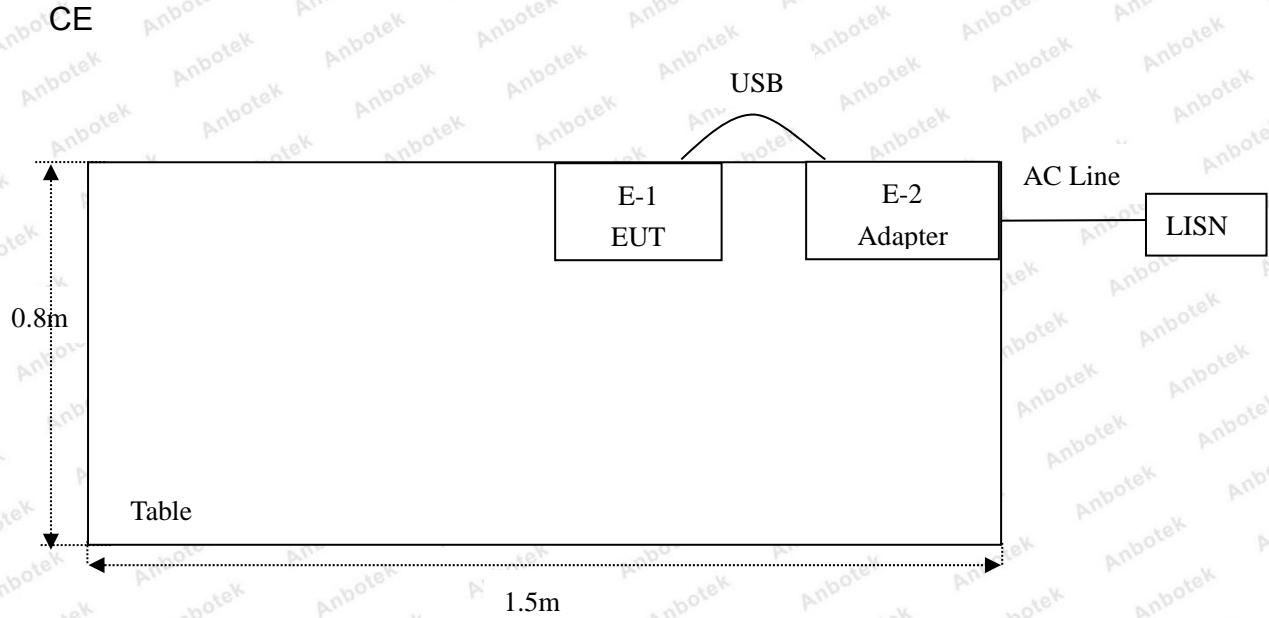 CE
USB
E-1
EUT
E-2
Adapter
AC Line
LISN
0.8m
Table
1.5m